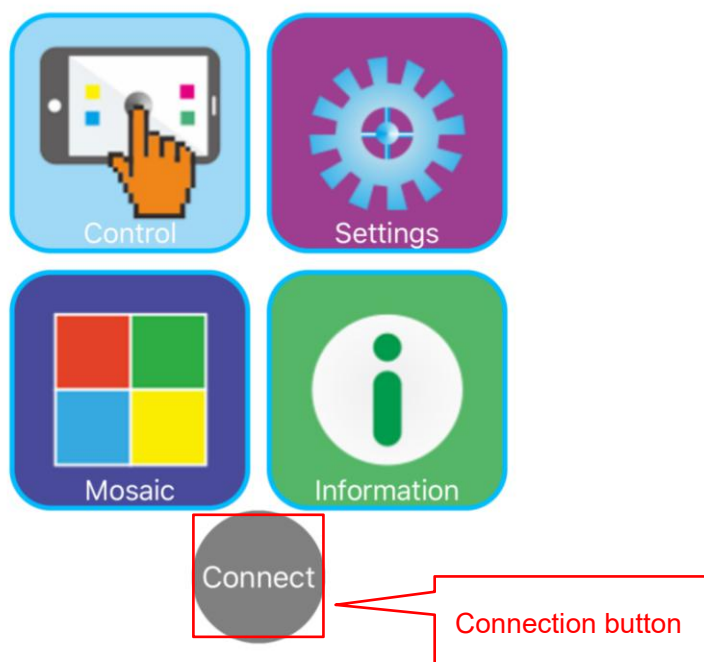 Control
Settings
Mosaic
Information
Connect
Connection button